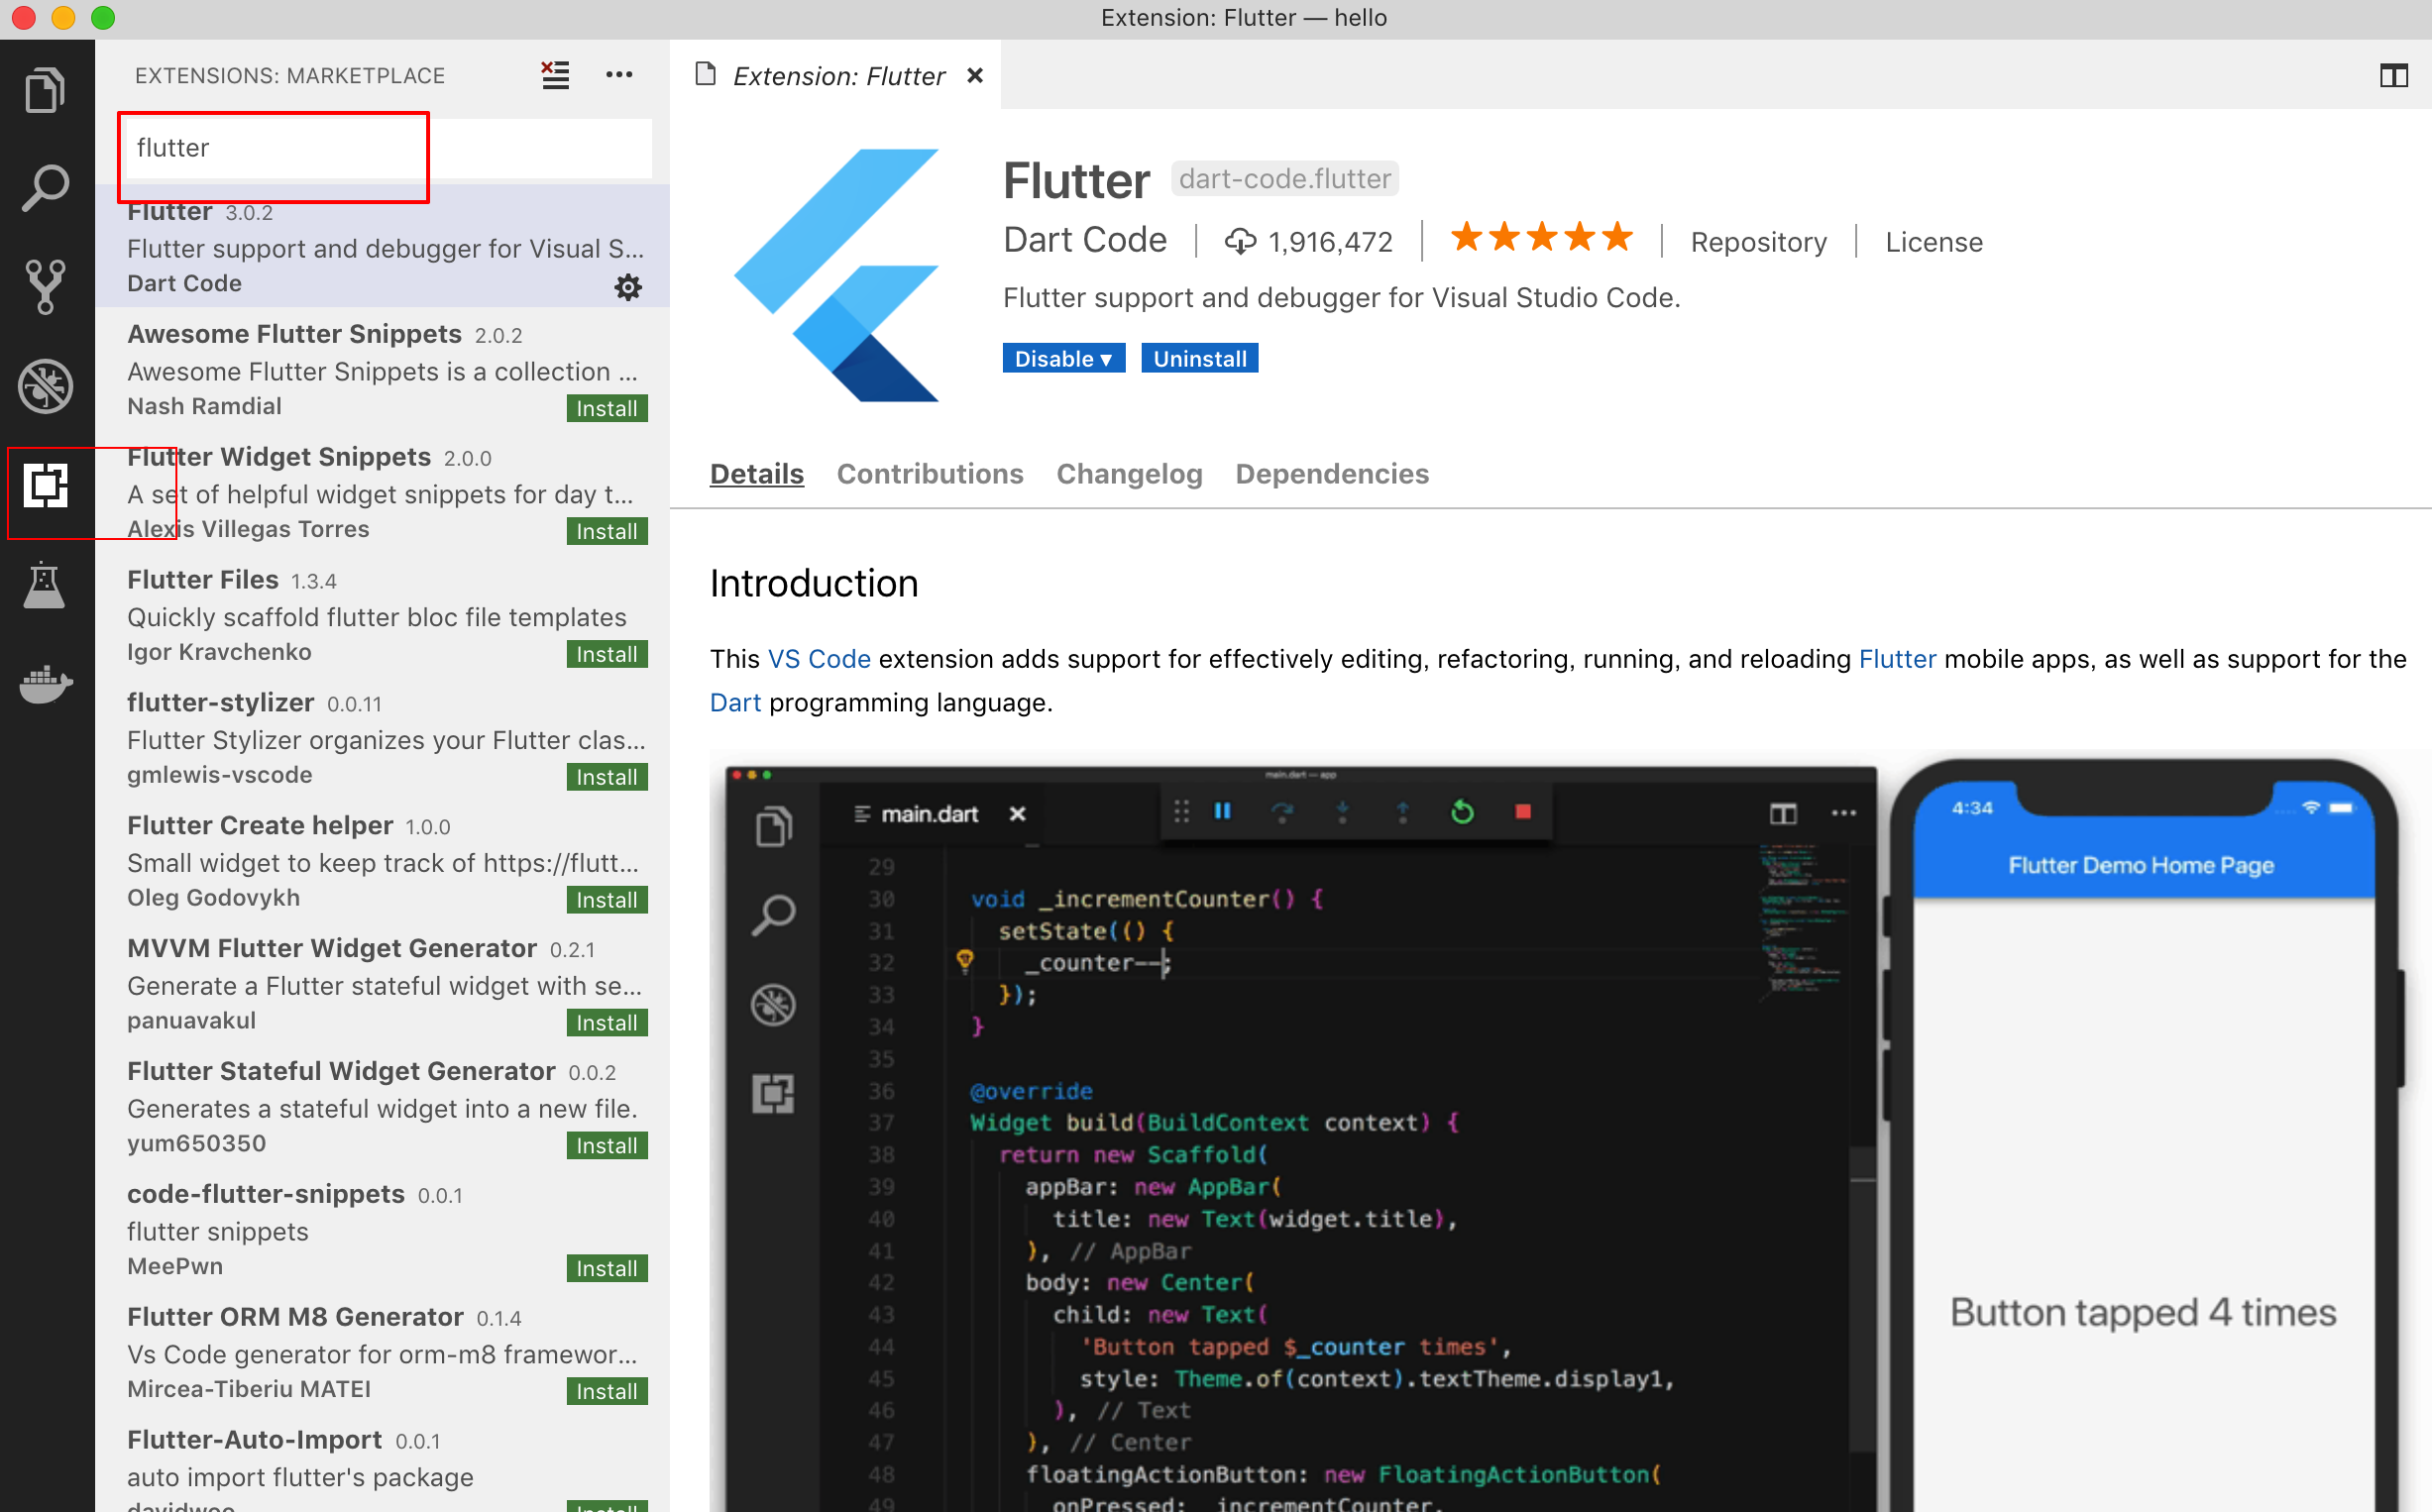 Extension: Flutter — hello
EXTENSIONS: MARKETPLACE
flutter
Flutter 3.0.2
Flutter support and debugger for Visual S...
Dart Code
Awesome Flutter Snippets 2.0.2
Awesome Flutter Snippets is a collection ...
Nash Ramdial
Install
Flutter Widget Snippets 2.0.0
A set of helpful widget snippets for day t...
Alexis Villegas Torres
Install
Flutter Files 1.3.4
Quickly scaffold flutter bloc file templates
Igor Kravchenko
Install
flutter-stylizer 0.0.11
Flutter Stylizer organizes your Flutter clas...
gmlewis-vscode
Install
Flutter Create helper 1.0.0
Small widget to keep track of https://flutt...
Oleg Godovykh
Install
MVVM Flutter Widget Generator 0.2.1
Generate a Flutter stateful widget with se...
panuavakul
Install
Flutter Stateful Widget Generator 0.0.2
Generates a stateful widget into a new file.
yum650350
Install
code-flutter-snippets 0.0.1
flutter snippets
MeePwn
Install
Flutter ORM M8 Generator 0.1.4
Vs Code generator for orm-m8 framewor...
Mircea-Tiberiu MATEI
Install
Flutter-Auto-Import 0.0.1
auto import flutter's package
Install
Extension: Flutter
Flutter dart-code.flutter
Dart Code 1,916,472 Repository License
Flutter support and debugger for Visual Studio Code.
Disable ▾ Uninstall
Details Contributions Changelog Dependencies
Introduction
This VS Code extension adds support for effectively editing, refactoring, running, and reloading Flutter mobile apps, as well as support for the
Dart programming language.
main.dart — app
main.dart
29
30 void _incrementCounter() {
31 setState(() {
32 _counter--;
33 });
34 }
35
36 @override
37 Widget build(BuildContext context) {
38 return new Scaffold(
39 appBar: new AppBar(
40 title: new Text(widget.title),
41 ), // AppBar
42 body: new Center(
43 child: new Text(
44 'Button tapped $_counter times',
45 style: Theme.of(context).textTheme.display1,
46 ), // Text
47 ), // Center
48 floatingActionButton: new FloatingActionButton(
49 onPressed: _incrementCounter,
4:34
Flutter Demo Home Page
Button tapped 4 times